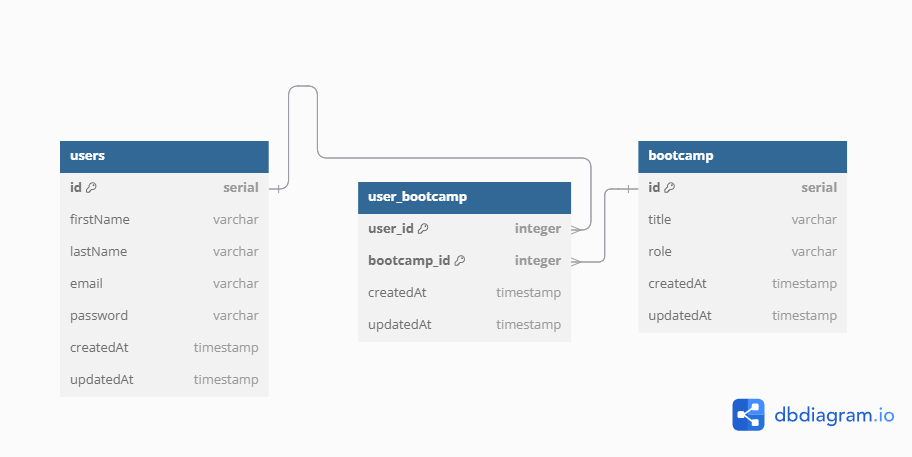 users
id serial
firstName varchar
lastName varchar
email varchar
password varchar
createdAt timestamp
updatedAt timestamp
user_bootcamp
user_id integer
bootcamp_id integer
createdAt timestamp
updatedAt timestamp
bootcamp
id serial
title varchar
role varchar
createdAt timestamp
updatedAt timestamp
dbdiagram.io